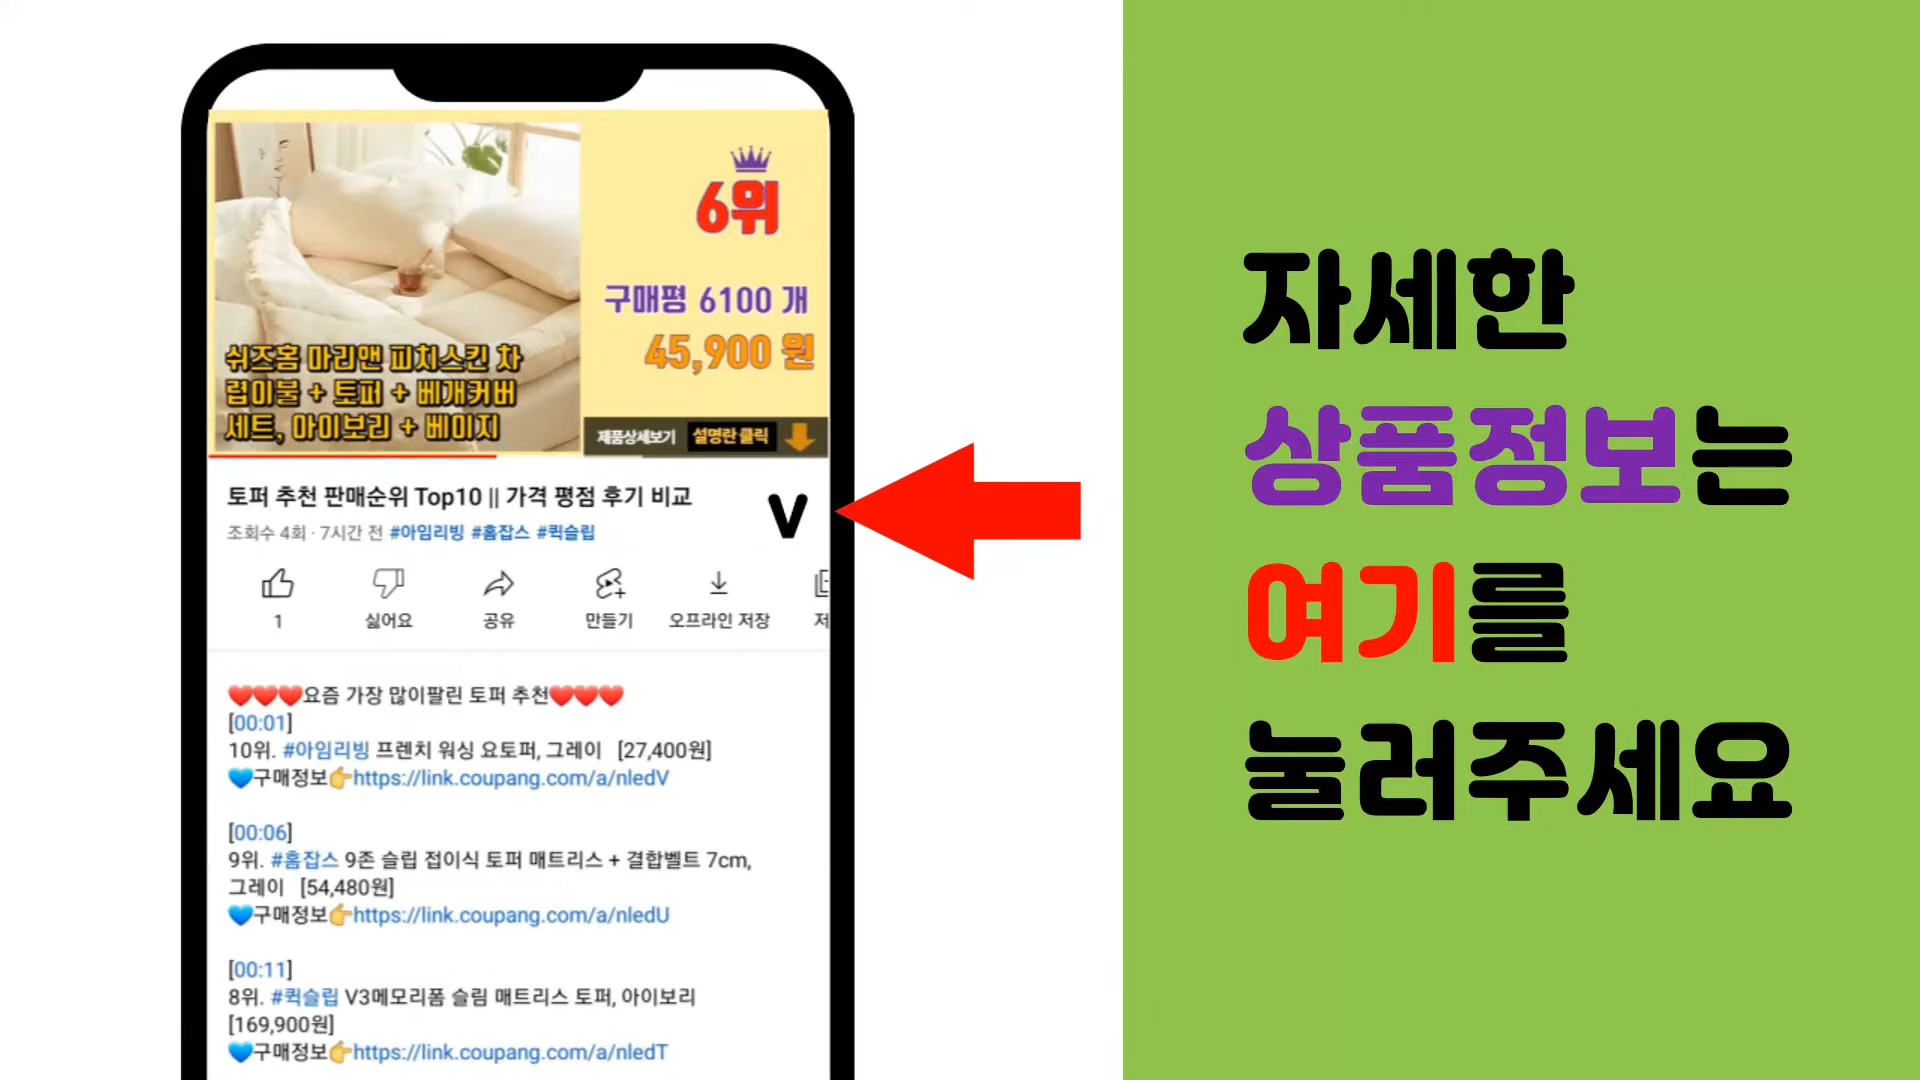 6위
구매평 6100 개
45,900 원
쉬즈홈 마리앤 피치스킨 차
렵이불 + 토퍼 + 베개커버
세트, 아이보리 + 베이지
제품상세보기 설명란 클릭
토퍼 추천 판매순위 Top10 || 가격 평점 후기 비교
V
조회수 4회 · 7시간 전 #아임리빙 #홈잡스 #퀵슬립
1 싫어요 공유 만들기 오프라인 저장 저
❤️❤️❤️요즘 가장 많이팔린 토퍼 추천❤️❤️❤️
[00:01]
10위. #아임리빙 프렌치 워싱 요토퍼, 그레이 [27,400원]
💙구매정보👉https://link.coupang.com/a/nledV
[00:06]
9위. #홈잡스 9존 슬립 접이식 토퍼 매트리스 + 결합벨트 7cm,
그레이 [54,480원]
💙구매정보👉https://link.coupang.com/a/nledU
[00:11]
8위. #퀵슬립 V3메모리폼 슬림 매트리스 토퍼, 아이보리
[169,900원]
💙구매정보👉https://link.coupang.com/a/nledT
자세한
상품정보는
여기를
눌러주세요